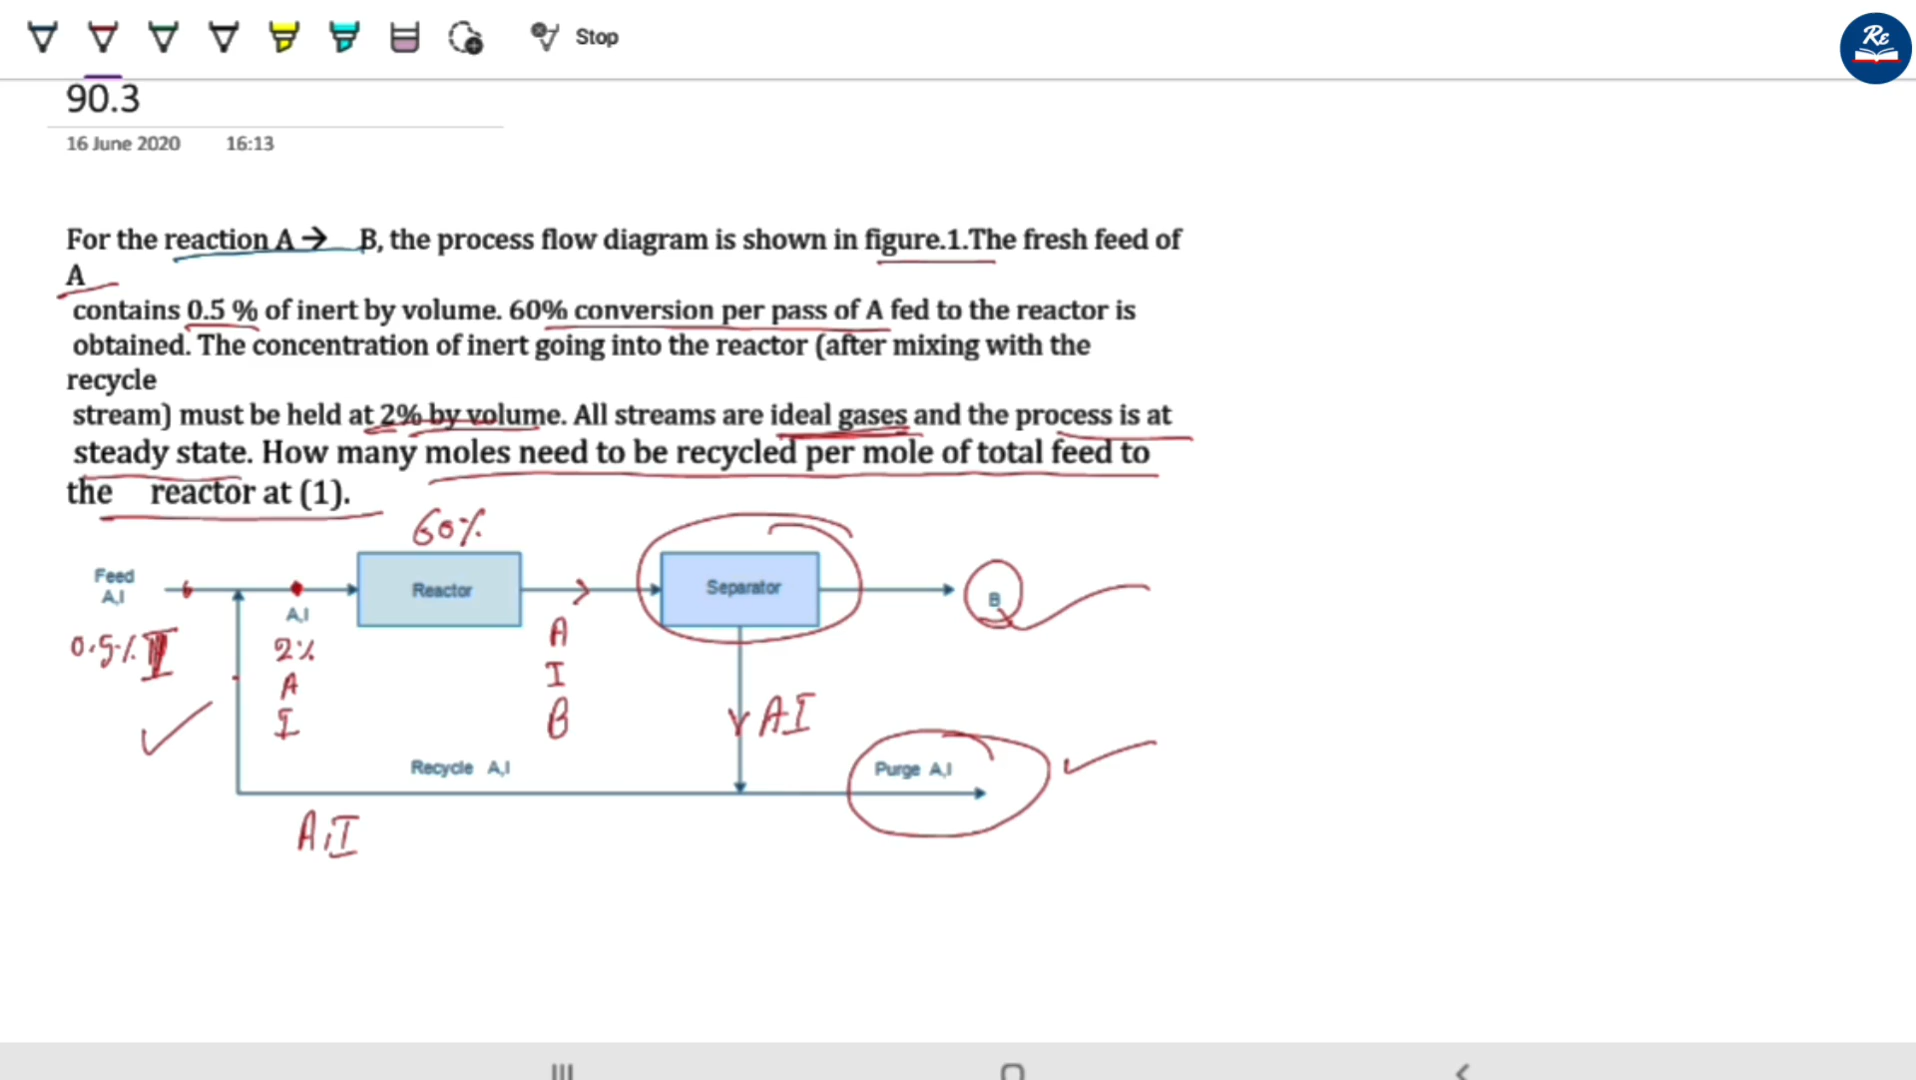 Stop
Re
90.3
16 June 2020 16:13
For the reaction A → B, the process flow diagram is shown in figure.1.The fresh feed of
A
contains 0.5 % of inert by volume. 60% conversion per pass of A fed to the reactor is
obtained. The concentration of inert going into the reactor (after mixing with the
recycle
stream) must be held at 2% by volume. All streams are ideal gases and the process is at
steady state. How many moles need to be recycled per mole of total feed to
the reactor at (1).
60%
Feed
A,I
Reactor
Separator
B
A,I
0.5% I
2%
A
I
A
I
B
AI
Recycle A,I
Purge A,I
A,I